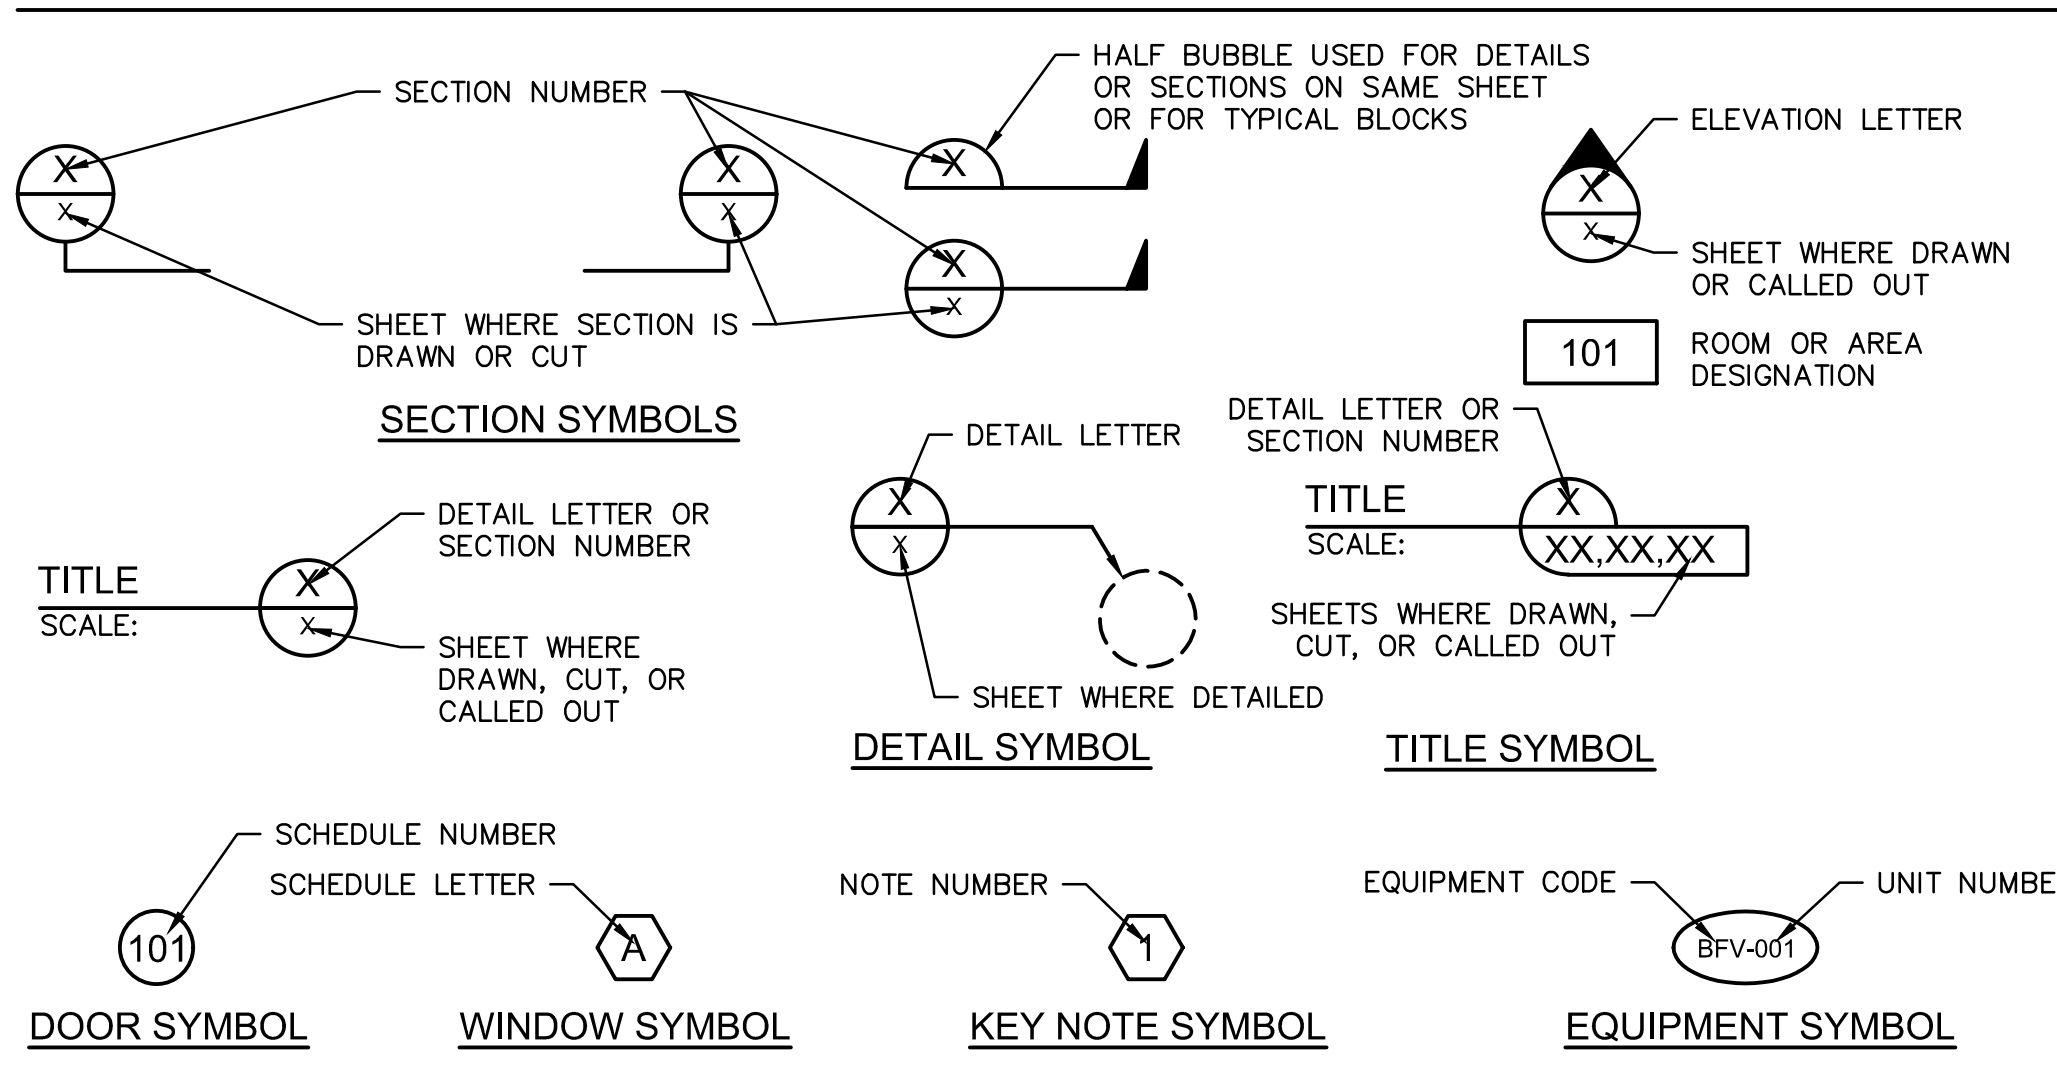 SECTION NUMBER
X
X
X
X
X
X
X
HALF BUBBLE USED FOR DETAILS
OR SECTIONS ON SAME SHEET
OR FOR TYPICAL BLOCKS
SHEET WHERE SECTION IS
DRAWN OR CUT
SECTION SYMBOLS
ELEVATION LETTER
X
X
SHEET WHERE DRAWN
OR CALLED OUT
101
ROOM OR AREA
DESIGNATION
TITLE
SCALE:
X
X
DETAIL LETTER OR
SECTION NUMBER
SHEET WHERE
DRAWN, CUT, OR
CALLED OUT
DETAIL LETTER
X
X
SHEET WHERE DETAILED
DETAIL SYMBOL
DETAIL LETTER OR
SECTION NUMBER
TITLE
SCALE:
X
XX,XX,XX
SHEETS WHERE DRAWN,
CUT, OR CALLED OUT
TITLE SYMBOL
SCHEDULE NUMBER
101
DOOR SYMBOL
SCHEDULE LETTER
A
WINDOW SYMBOL
NOTE NUMBER
1
KEY NOTE SYMBOL
EQUIPMENT CODE
UNIT NUMBE
BFV-001
EQUIPMENT SYMBOL